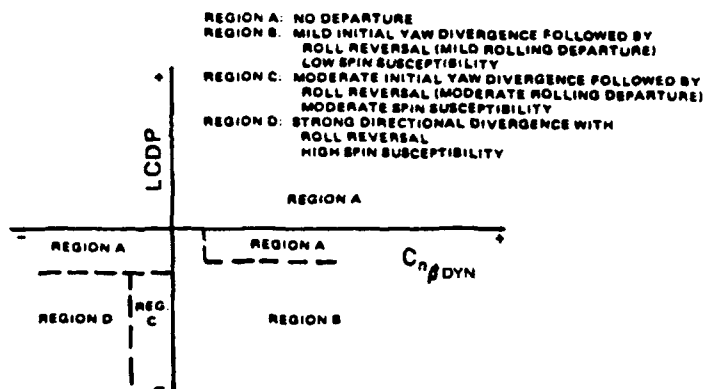 REGION A: NO DEPARTURE
REGION B. MILD INITIAL YAW DIVERGENCE FOLLOWED BY
ROLL REVERSAL (MILD ROLLING DEPARTURE)
LOW SPIN SUSCEPTIBILITY
REGION C: MODERATE INITIAL YAW DIVERGENCE FOLLOWED BY
ROLL REVERSAL (MODERATE ROLLING DEPARTURE)
MODERATE SPIN SUSCEPTIBILITY
REGION D: STRONG DIRECTIONAL DIVERGENCE WITH
ROLL REVERSAL
HIGH SPIN SUSCEPTIBILITY
+
LCDP
REGION A
-
+
REGION A
REGION A
Cnβ DYN
REGION D
REG.
C
REGION B